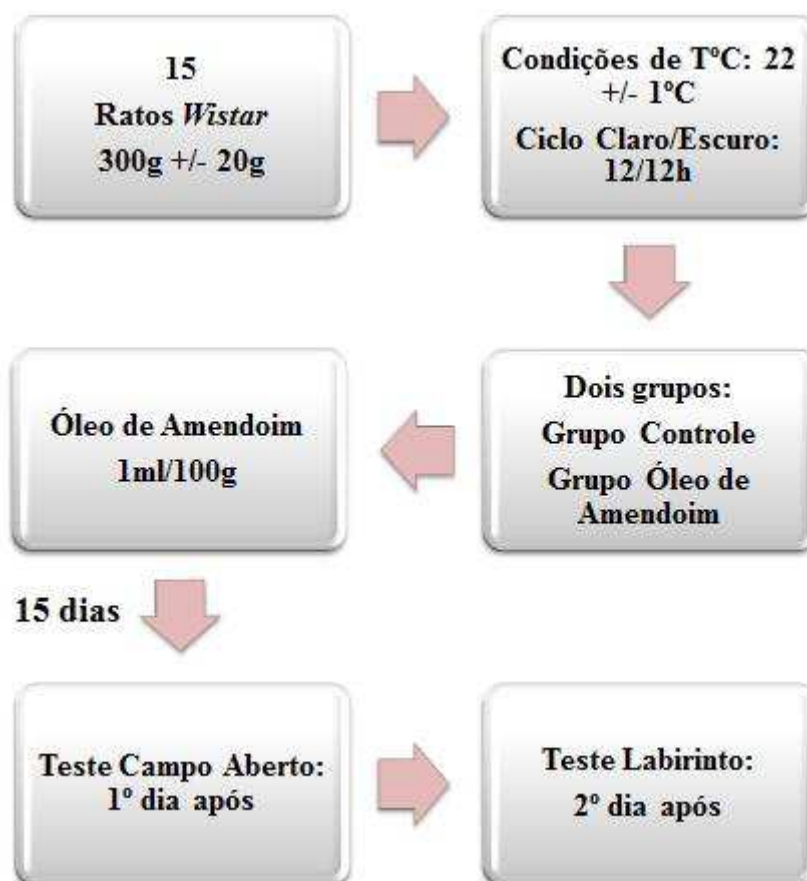 15
Ratos Wistar
300g +/- 20g
Condições de TºC: 22
+/- 1ºC
Ciclo Claro/Escuro:
12/12h
Dois grupos:
Grupo Controle
Grupo Óleo de
Amendoim
Óleo de Amendoim
1ml/100g
15 dias
Teste Campo Aberto:
1º dia após
Teste Labirinto:
2º dia após